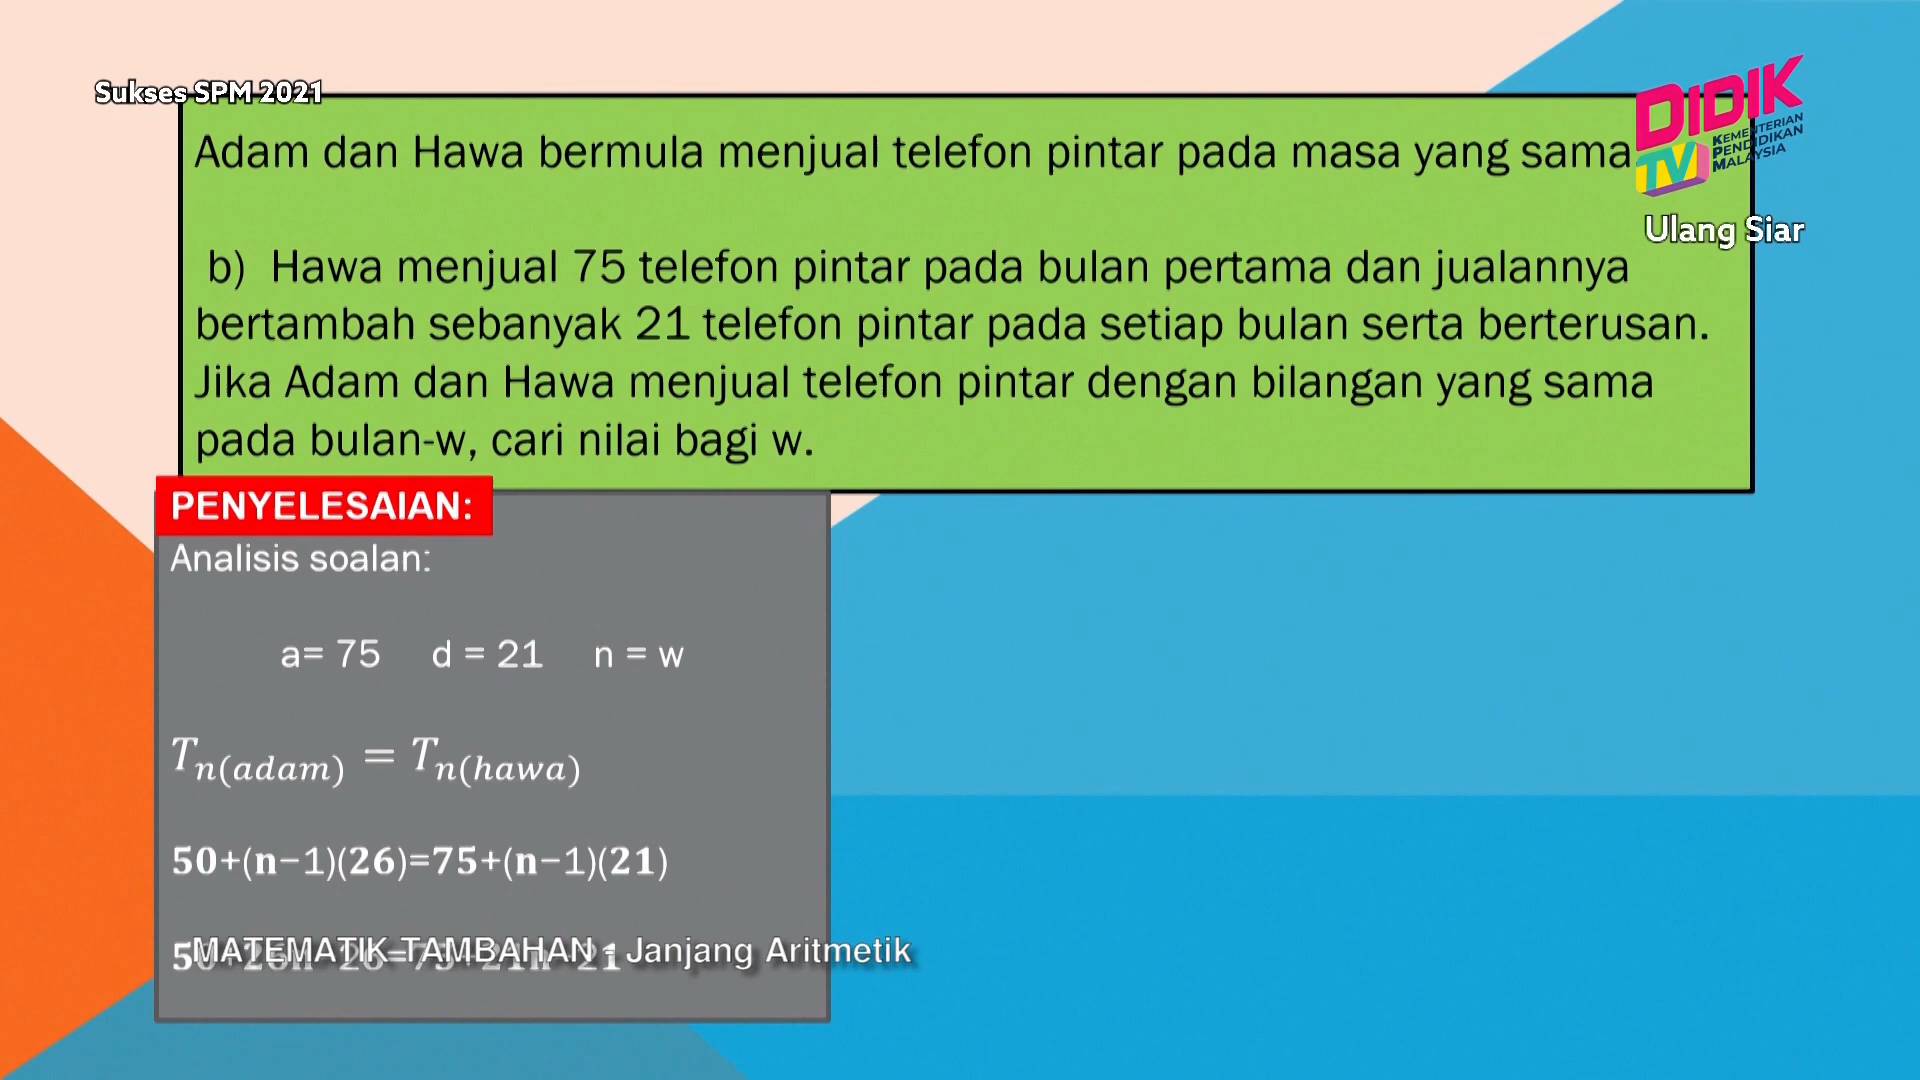 Sukses SPM 2021
DIDIK
TV
KEMENTERIAN
PENDIDIKAN
MALAYSIA
Ulang Siar
Adam dan Hawa bermula menjual telefon pintar pada masa yang sama.
b) Hawa menjual 75 telefon pintar pada bulan pertama dan jualannya
bertambah sebanyak 21 telefon pintar pada setiap bulan serta berterusan.
Jika Adam dan Hawa menjual telefon pintar dengan bilangan yang sama
pada bulan-w, cari nilai bagi w.
PENYELESAIAN:
Analisis soalan:
a= 75 d = 21 n = w
T_{n(adam)} = T_{n(hawa)}
50+(n−1)(26)=75+(n−1)(21)
MATEMATIK TAMBAHAN - Janjang Aritmetik